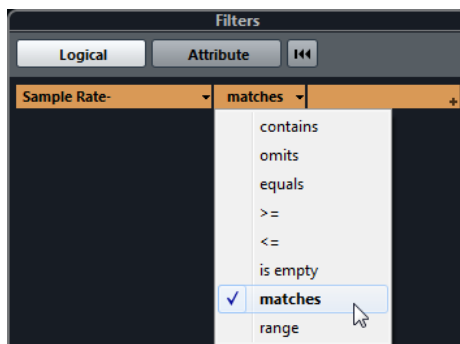 Filters
Logical Attribute
Sample Rate- matches +
contains
omits
equals
>=
<=
is empty
✓ matches
range